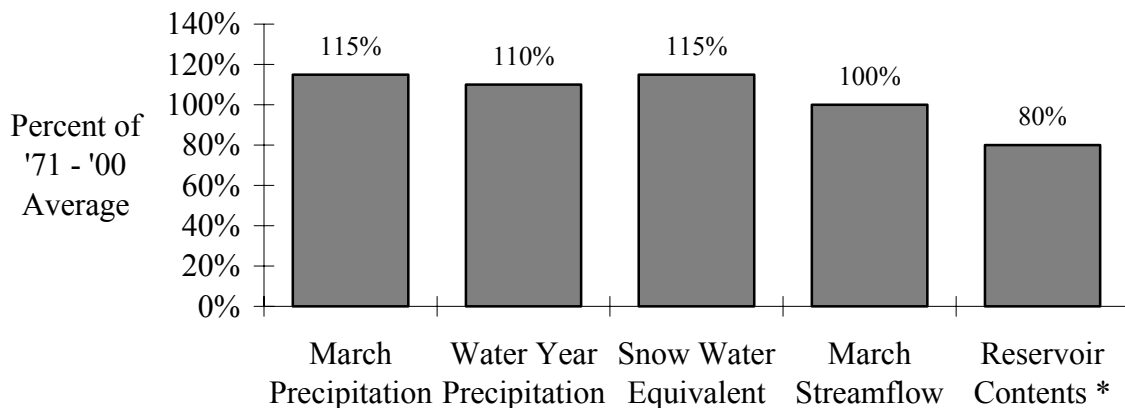 140%
120%
100%
80%
60%
40%
20%
0%
Percent of
'71 - '00
Average
115%
110%
115%
100%
80%
March
Precipitation
Water Year
Precipitation
Snow Water
Equivalent
March
Streamflow
Reservoir
Contents *